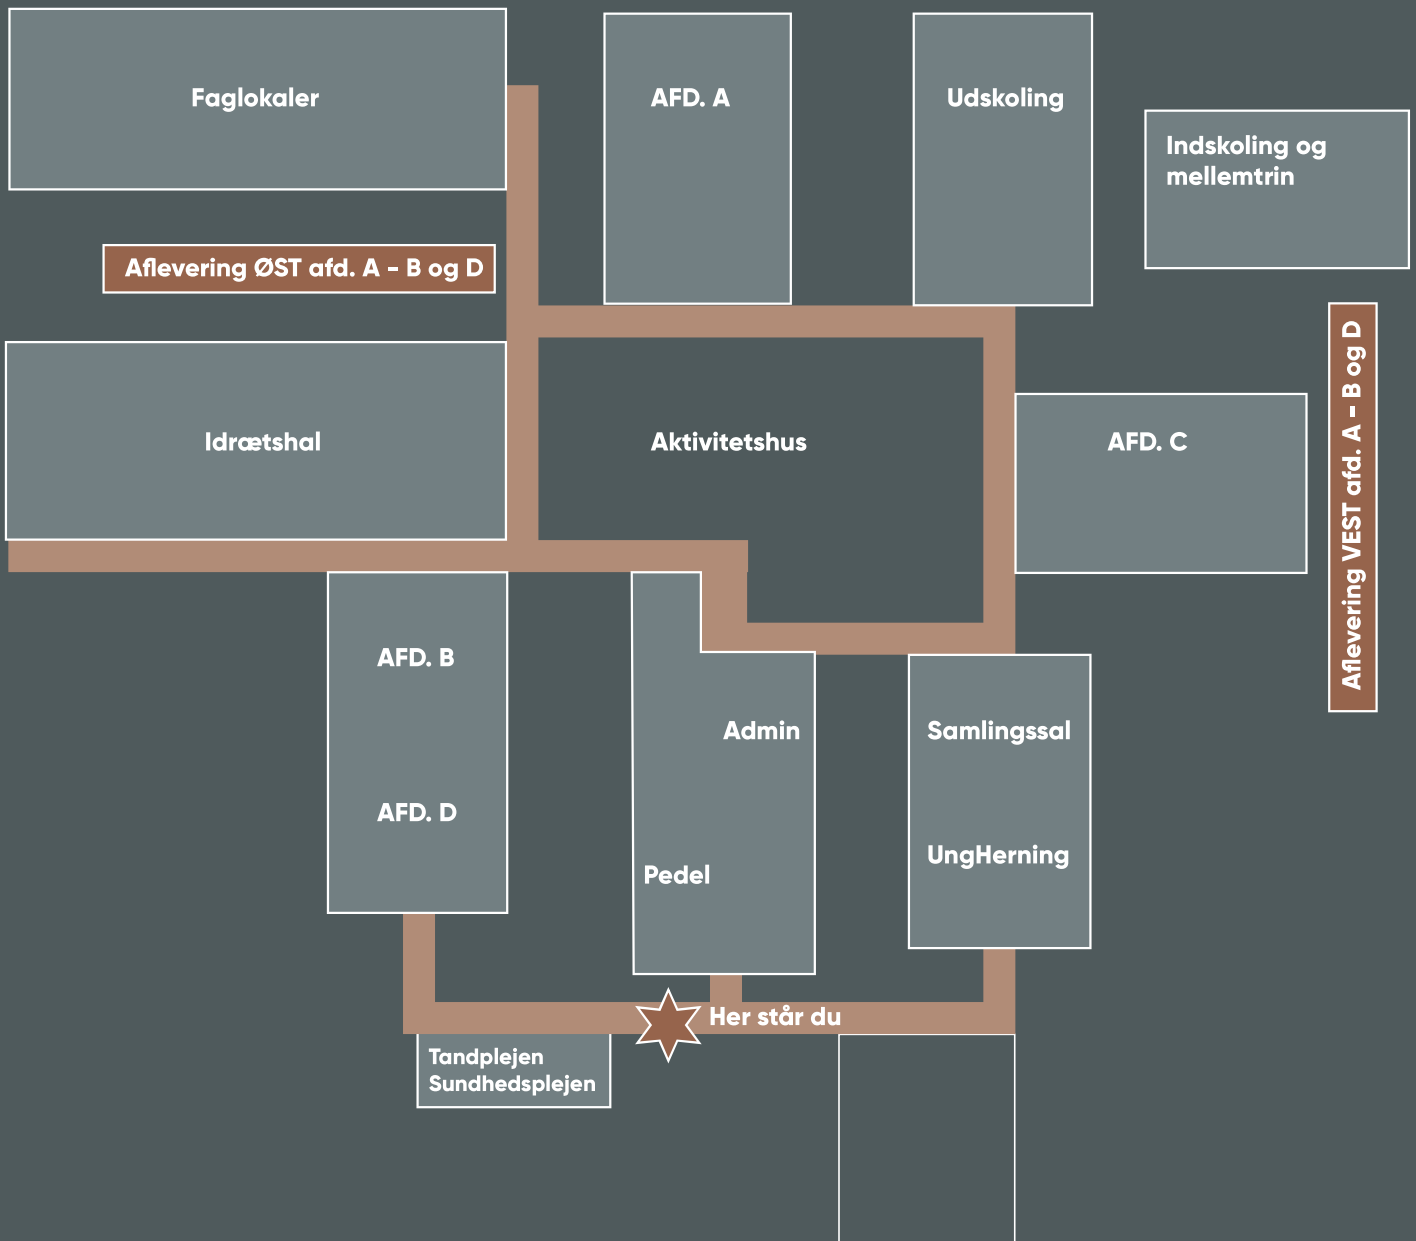 Faglokaler
AFD. A
Udskoling
Indskoling og
mellemtrin
Aflevering ØST afd. A - B og D
Aflevering VEST afd. A - B og D
Idrætshal
Aktivitetshus
AFD. C
AFD. B
Admin
Samlingssal
AFD. D
UngHerning
Pedel
Her står du
Tandplejen
Sundhedsplejen